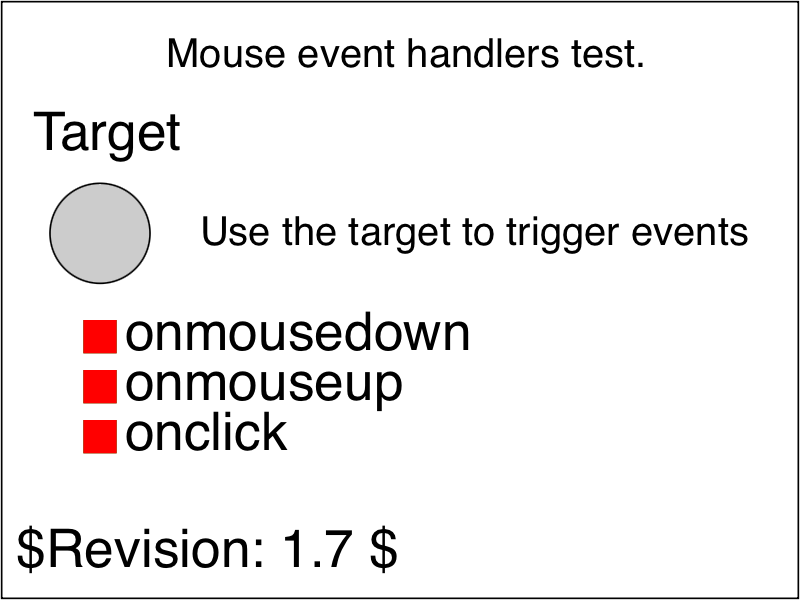 Mouse event handlers test.
Target
Use the target to trigger events
onmousedown
onmouseup
onclick
$Revision: 1.7 $